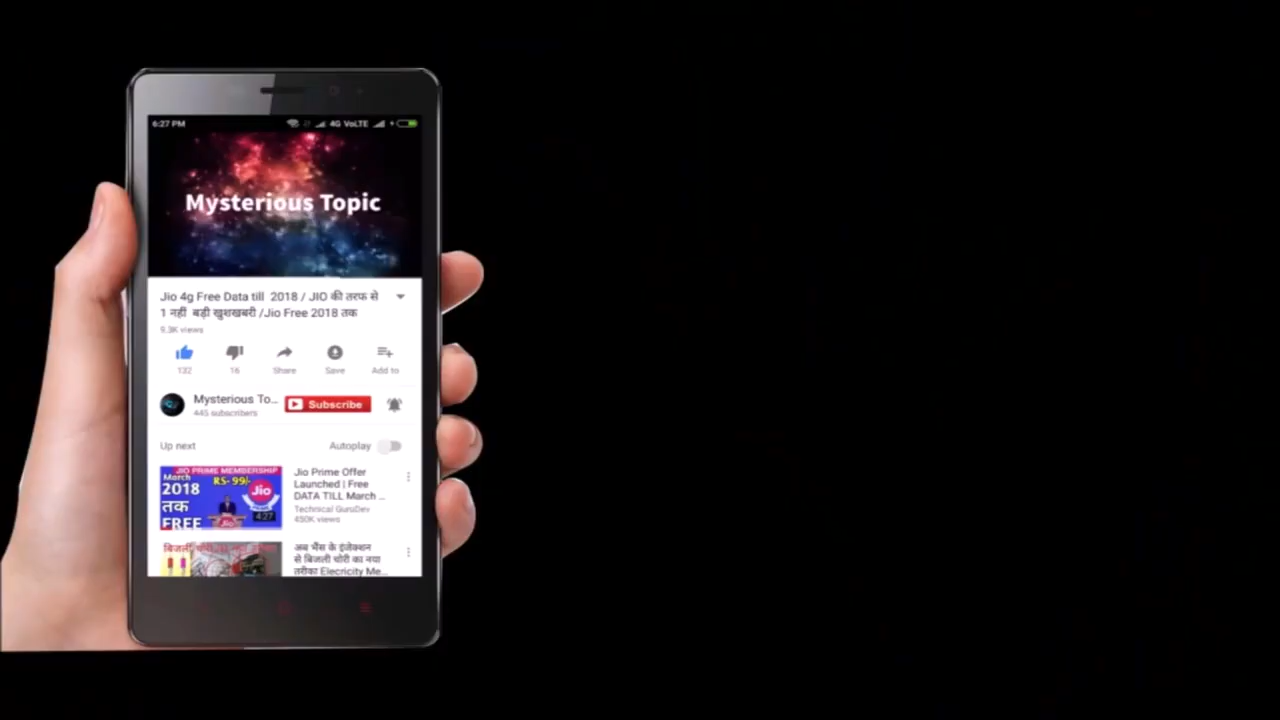 6:27 PM
4G VoLTE
Mysterious Topic
Jio 4g Free Data till 2018 / JIO की तरफ से
1 नहीं बड़ी खुशखबरी /Jio Free 2018 तक
9.3K views
132
16
Share
Save
Add to
Mysterious To...
Subscribe
445 subscribers
Up next
Autoplay
JIO PRIME MEMBERSHIP
March
RS- 99/-
2018
Jio
तक
FREE
Jio
4:27
Jio Prime Offer
Launched | Free
DATA TILL March ...
Technical GuruDev
450K views
बिजली चोरी
अब भैंस के इंजेक्शन
से बिजली चोरी का नया
तरीका Elecricity Me...